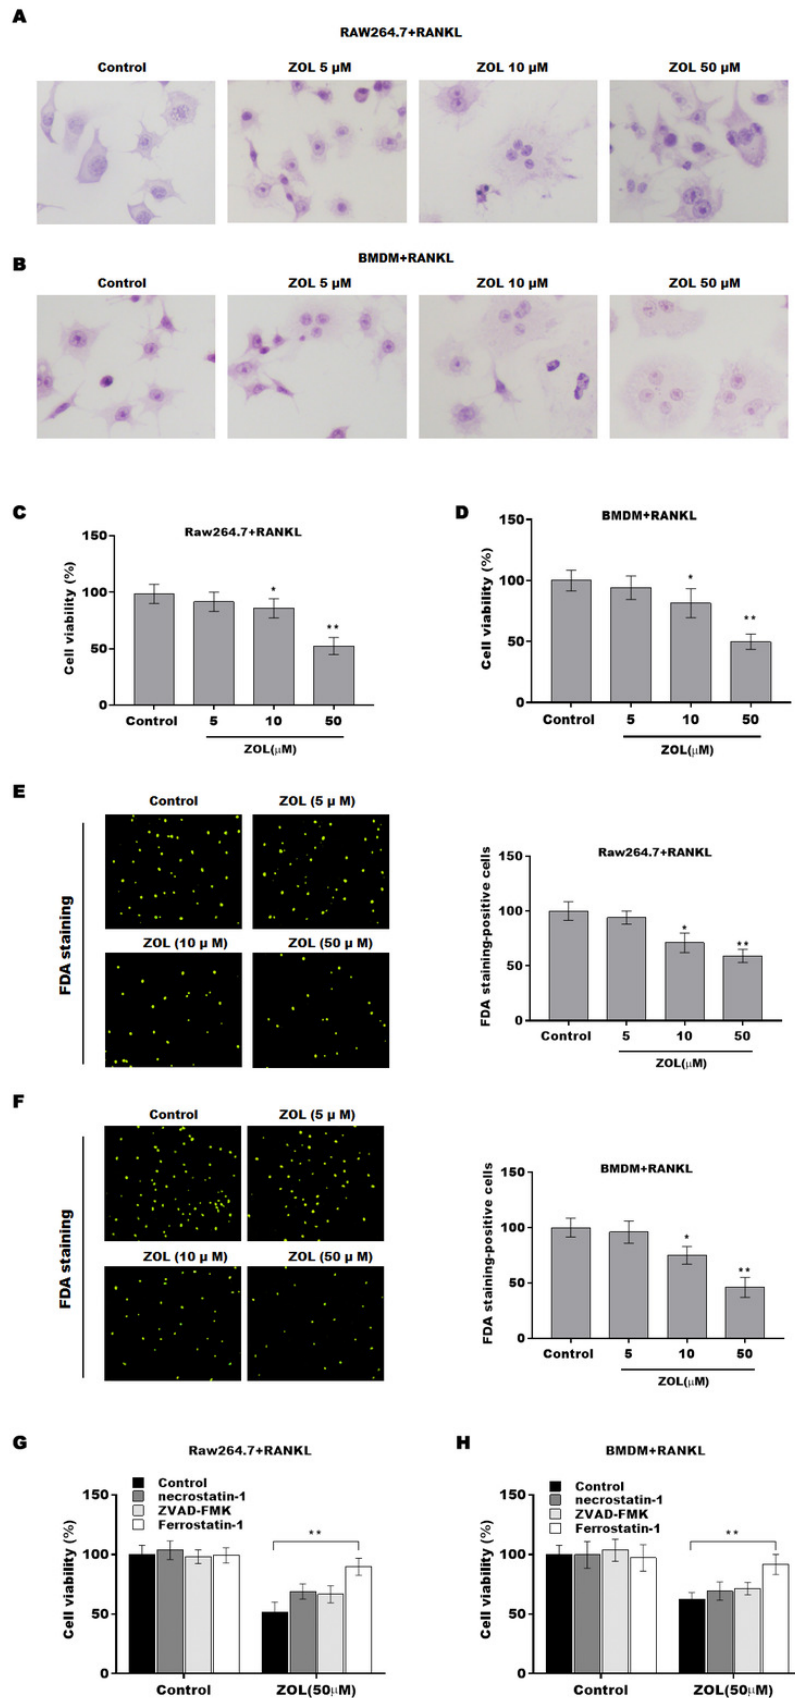 A
RAW264.7+RANKL
Control
ZOL 5 µM
ZOL 10 µM
ZOL 50 µM
B
BMDM+RANKL
Control
ZOL 5 µM
ZOL 10 µM
ZOL 50 µM
C
Raw264.7+RANKL
Cell viability (%)
150
100
50
0
*
**
Control
5
10
50
ZOL(µM)
D
BMDM+RANKL
Cell viability (%)
150
100
50
0
*
**
Control
5
10
50
ZOL(µM)
E
FDA staining
Control
ZOL (5 µ M)
ZOL (10 µ M)
ZOL (50 µ M)
Raw264.7+RANKL
FDA staining-positive cells
150
100
50
0
*
**
Control
5
10
50
ZOL(µM)
F
FDA staining
Control
ZOL (5 µ M)
ZOL (10 µ M)
ZOL (50 µ M)
BMDM+RANKL
FDA staining-positive cells
150
100
50
0
*
**
Control
5
10
50
ZOL(µM)
G
Raw264.7+RANKL
Control
necrostatin-1
ZVAD-FMK
Ferrostatin-1
Cell viability (%)
150
100
50
0
**
Control
ZOL(50µM)
H
BMDM+RANKL
Control
necrostatin-1
ZVAD-FMK
Ferrostatin-1
Cell viability (%)
150
100
50
0
**
Control
ZOL(50µM)